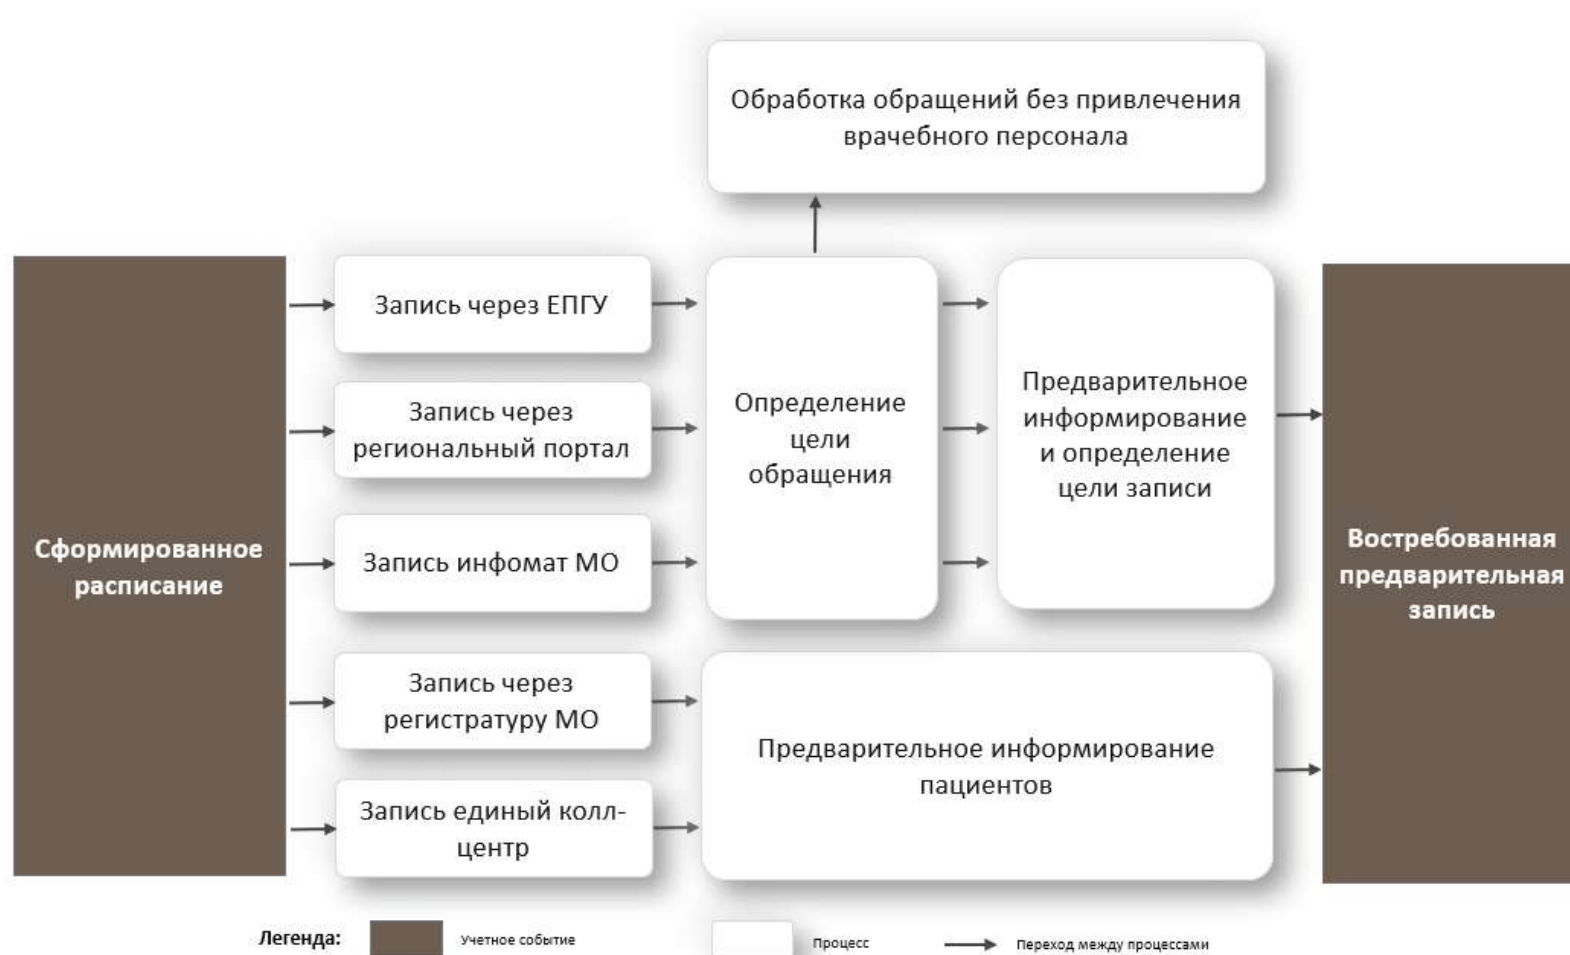 Обработка обращений без привлечения
врачебного персонала
Сформированное
расписание
Запись через ЕПГУ
Запись через
региональный портал
Запись инфомат МО
Запись через
регистратуру МО
Запись единый колл-
центр
Определение
цели
обращения
Предварительное
информирование
и определение
цели записи
Предварительное информирование
пациентов
Востребованная
предварительная
запись
Легенда:
Учетное событие
Процесс
Переход между процессами